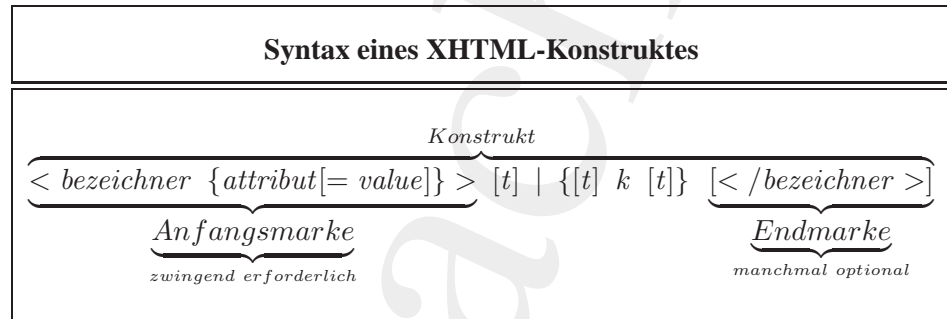 Syntax eines XHTML-Konstruktes
Konstrukt
< bezeichner {attribut[= value]} > [t] | {[t] k [t]} [< /bezeichner >]
Anfangsmarke Endmarke
zwingend erforderlich manchmal optional